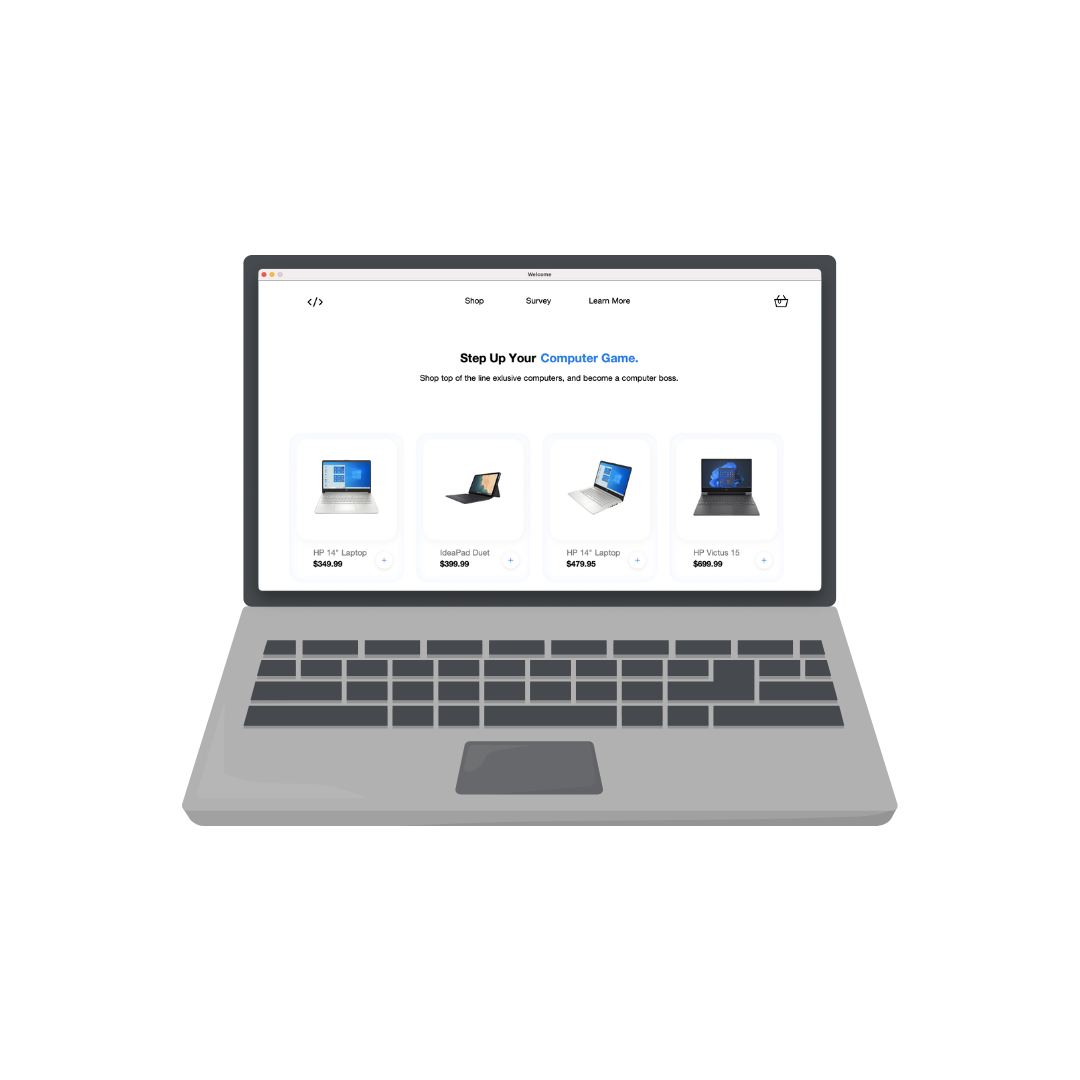 Welcome
</>
Shop Survey Learn More
0
Step Up Your Computer Game.
Shop top of the line exlusive computers, and become a computer boss.
HP 14" Laptop
$349.99
+
IdeaPad Duet
$399.99
+
HP 14" Laptop
$479.95
+
HP Victus 15
$699.99
+